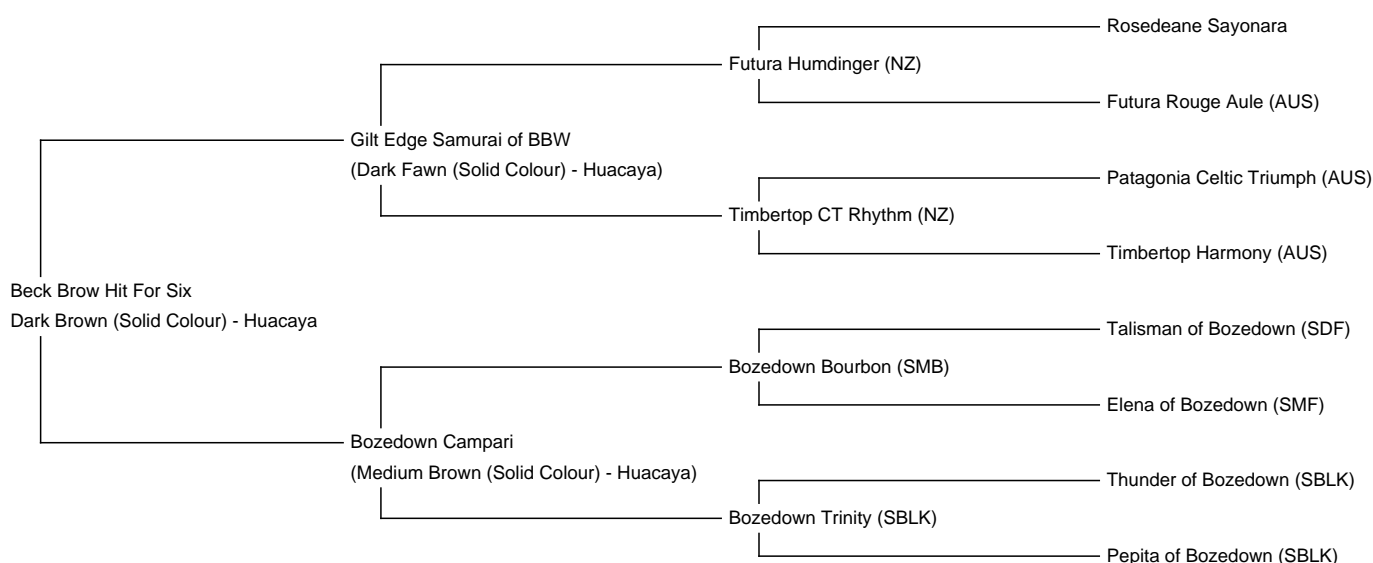 Rosedeane Sayonara
Futura Humdinger (NZ)
Futura Rouge Aule (AUS)
Gilt Edge Samurai of BBW
(Dark Fawn (Solid Colour) - Huacaya)
Patagonia Celtic Triumph (AUS)
Timbertop CT Rhythm (NZ)
Timbertop Harmony (AUS)
Beck Brow Hit For Six
Dark Brown (Solid Colour) - Huacaya
Talisman of Bozedown (SDF)
Bozedown Bourbon (SMB)
Elena of Bozedown (SMF)
Bozedown Campari
(Medium Brown (Solid Colour) - Huacaya)
Thunder of Bozedown (SBLK)
Bozedown Trinity (SBLK)
Pepita of Bozedown (SBLK)